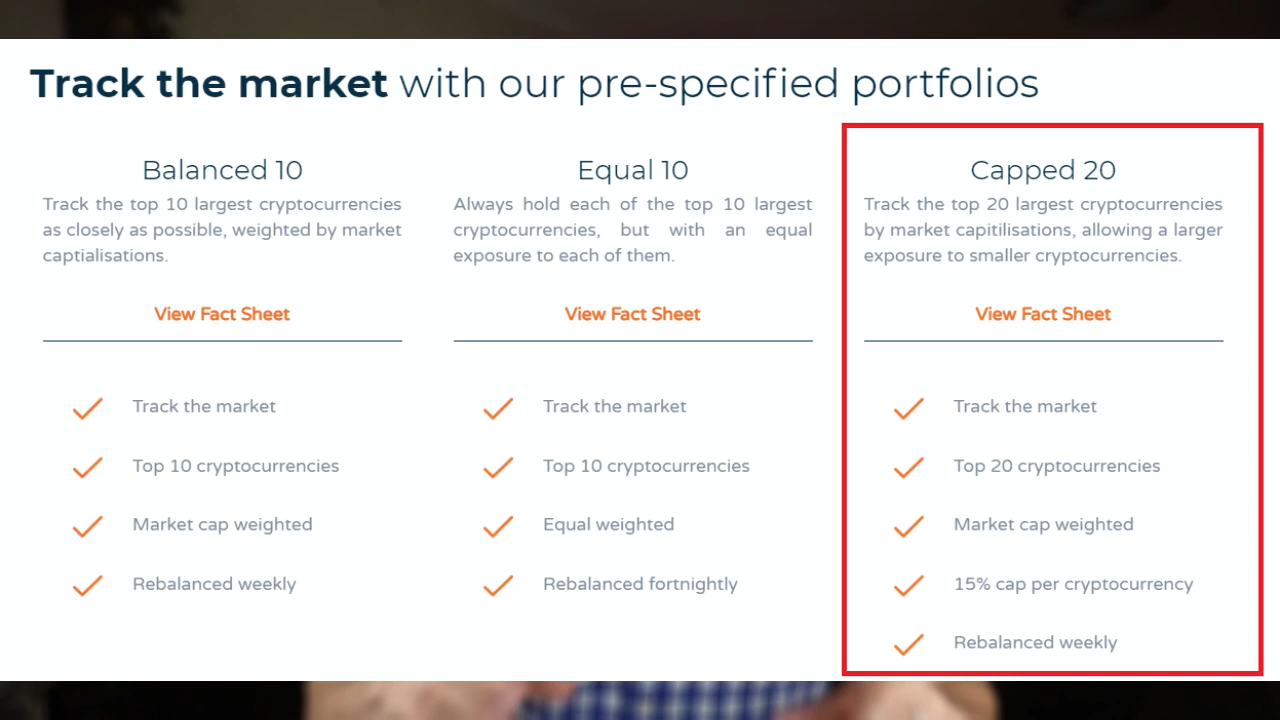 Track the market with our pre-specified portfolios
Balanced 10
Track the top 10 largest cryptocurrencies
as closely as possible, weighted by market
captialisations.
View Fact Sheet
Track the market
Top 10 cryptocurrencies
Market cap weighted
Rebalanced weekly
Equal 10
Always hold each of the top 10 largest
cryptocurrencies, but with an equal
exposure to each of them.
View Fact Sheet
Track the market
Top 10 cryptocurrencies
Equal weighted
Rebalanced fortnightly
Capped 20
Track the top 20 largest cryptocurrencies
by market capitilisations, allowing a larger
exposure to smaller cryptocurrencies.
View Fact Sheet
Track the market
Top 20 cryptocurrencies
Market cap weighted
15% cap per cryptocurrency
Rebalanced weekly